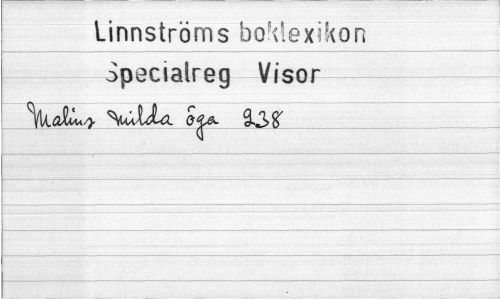 Linnströms boklexikon
Specialreg Visor
Malins milda öga 238